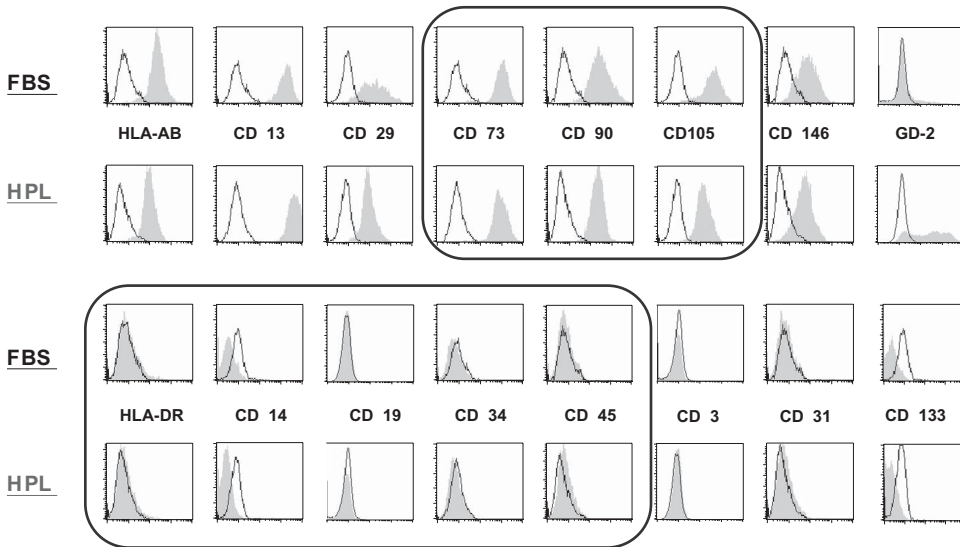 FBS
HLA-AB CD 13 CD 29 CD 73 CD 90 CD105 CD 146 GD-2
HPL
FBS
HLA-DR CD 14 CD 19 CD 34 CD 45 CD 3 CD 31 CD 133
HPL